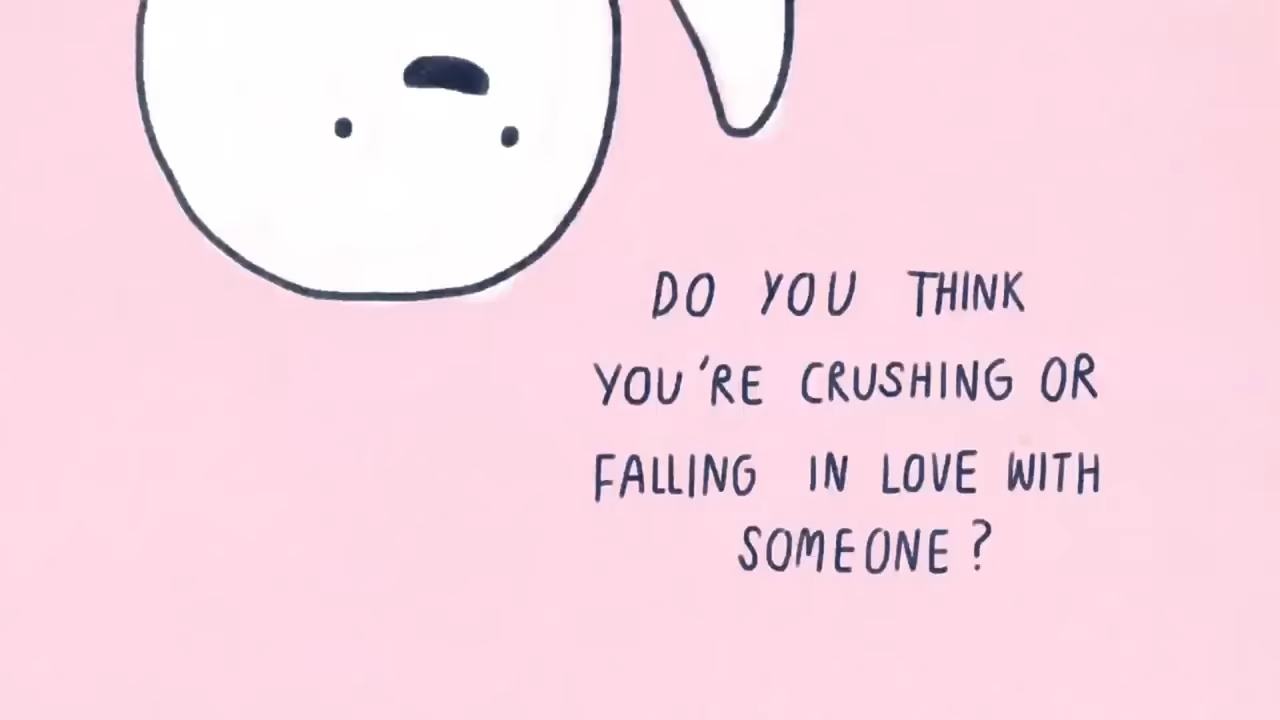 DO YOU THINK
YOU'RE CRUSHING OR
FALLING IN LOVE WITH
SOMEONE?